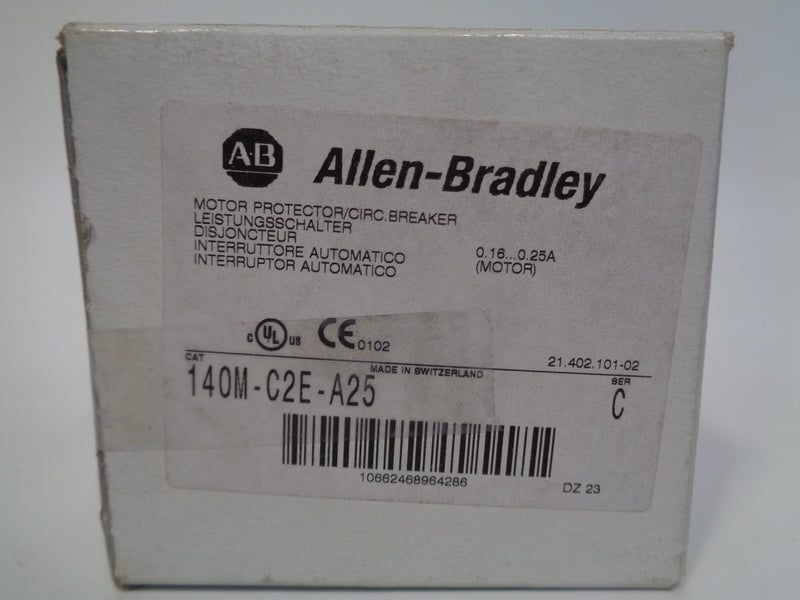 A-B Allen-Bradley
MOTOR PROTECTOR/CIRC.BREAKER
LEISTUNGSSCHALTER
DISJONCTEUR
INTERRUTTORE AUTOMATICO 0.16...0.25A
INTERRUPTOR AUTOMATICO (MOTOR)
C UL US CE 0102
21.402.101-02
CAT MADE IN SWITZERLAND SER
140M-C2E-A25 C
10662468964286
DZ 23